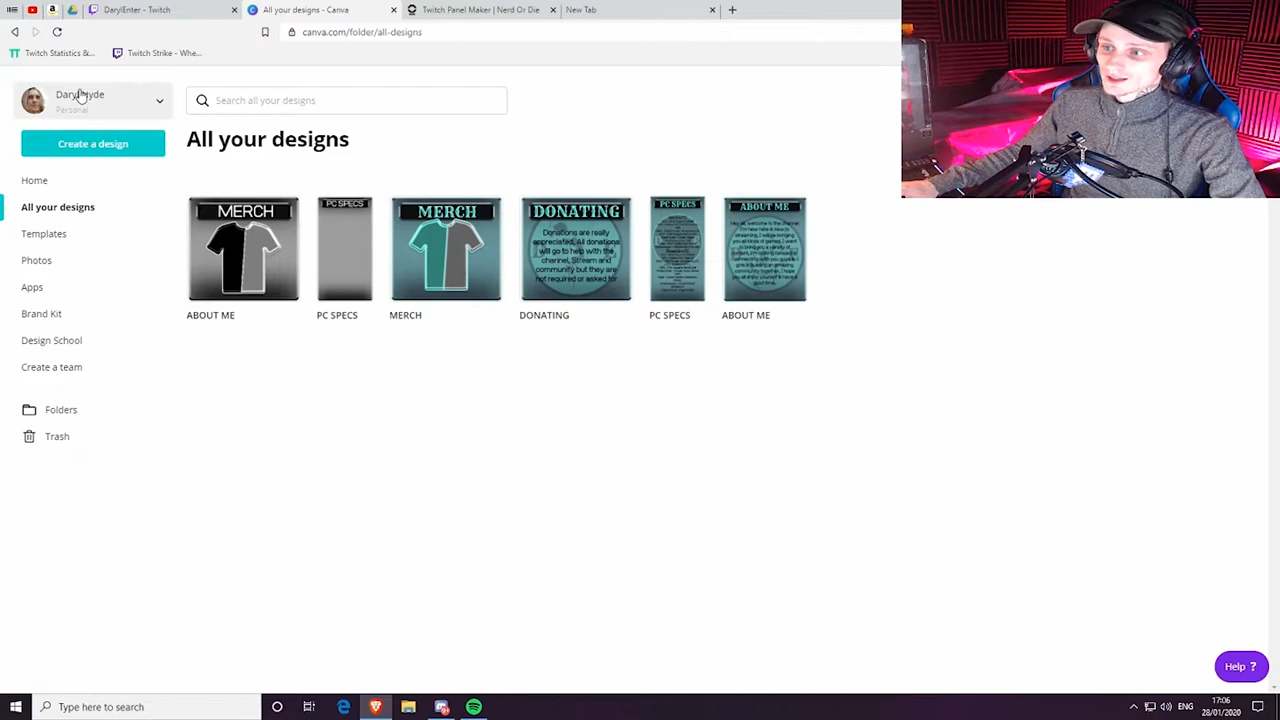 DarylEnter - Twitch
All your designs - Canva
Twitch Panel Maker | Nerd Or Die
New Tab
canva.com/folder/all-designs
Twitch Statistics &...
Twitch Strike - Whe...
Personal
Search all your designs
Create a design
All your designs
Home
All your designs
Templates
Photos
Apps
Brand Kit
Design School
Create a team
Folders
Trash
MERCH
PC SPECS
MERCH
DONATING
Donations are really
appreciated, All donations
will go to help with the
channel, Stream and
community but they are
not required or asked for
PC SPECS
ABOUT ME
ABOUT ME
PC SPECS
MERCH
DONATING
PC SPECS
ABOUT ME
Help ?
Type here to search
ENG
17:06
28/01/2020